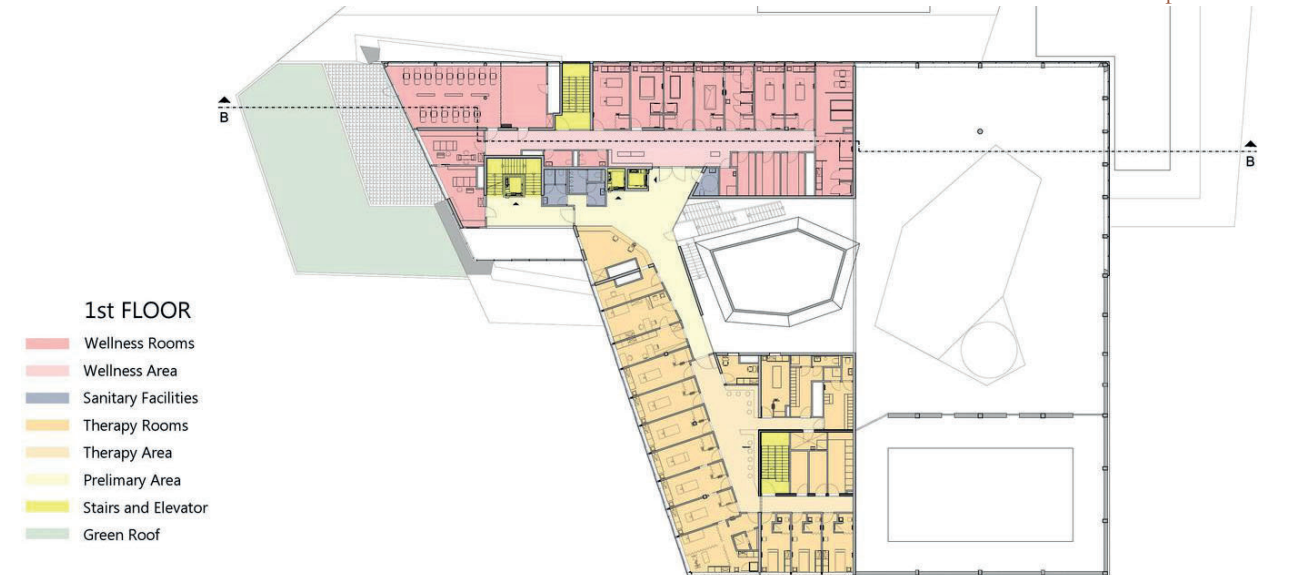 B
B
1st FLOOR
Wellness Rooms
Wellness Area
Sanitary Facilities
Therapy Rooms
Therapy Area
Prelimary Area
Stairs and Elevator
Green Roof